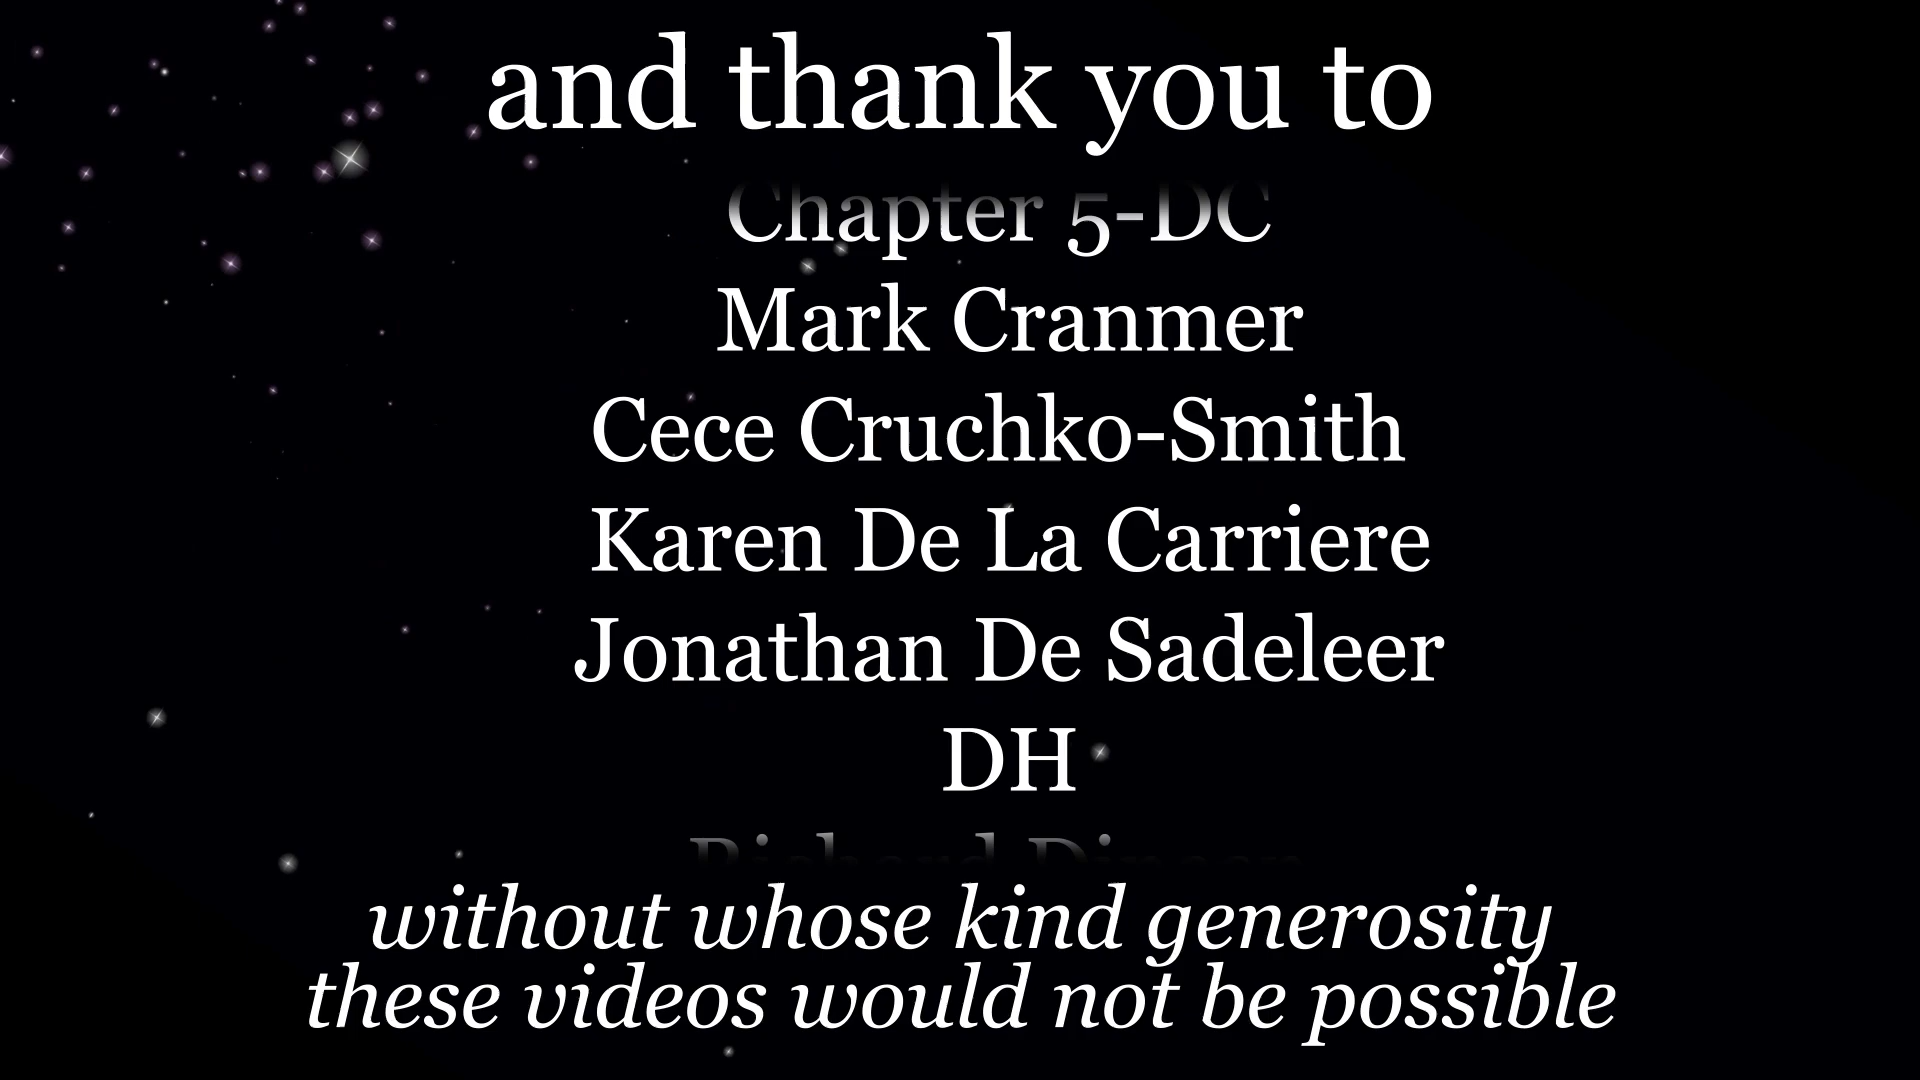 and thank you to
Chapter 5-DC
Mark Cranmer
Cece Cruchko-Smith
Karen De La Carriere
Jonathan De Sadeleer
DH
Richard
without whose kind generosity
these videos would not be possible